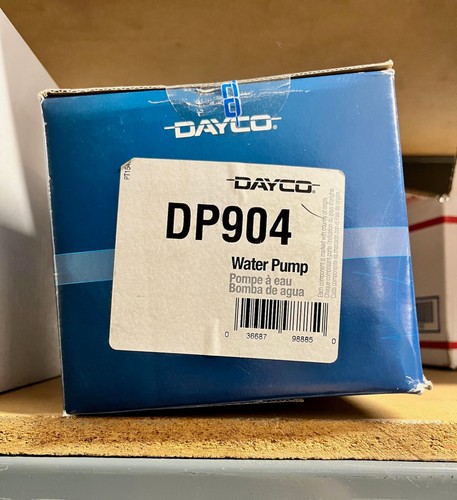 DAYCO
DAYCO
DP904
Water Pump
Pompe à eau
Bomba de agua
0 36687 98885 0